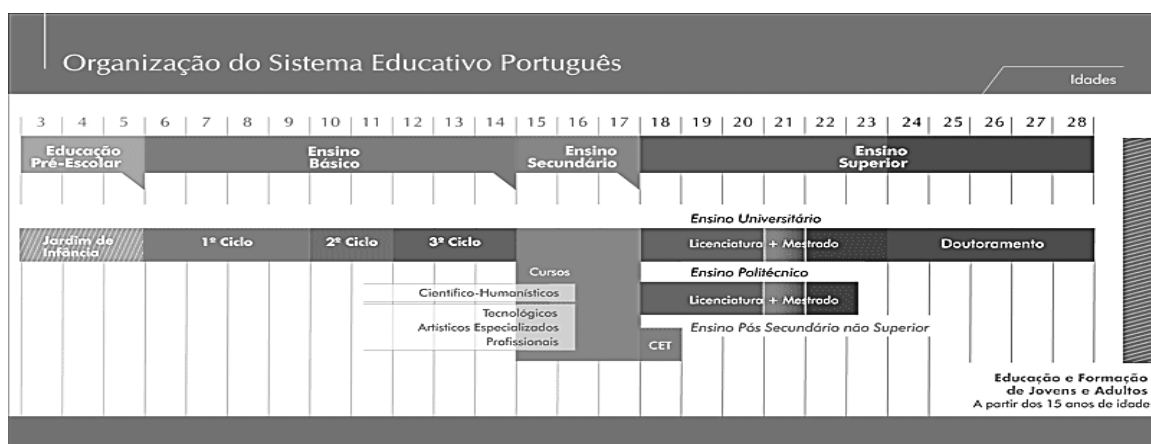 Organização do Sistema Educativo Português
Idades
3 4 5 6 7 8 9 10 11 12 13 14 15 16 17 18 19 20 21 22 23 24 25 26 27 28
Educação
Pré-Escolar
Ensino
Básico
Ensino
Secundário
Ensino
Superior
Ensino Universitário
Jardim de
Infância
1º Ciclo
2º Ciclo
3º Ciclo
Licenciatura + Mestrado
Doutoramento
Cursos
Ensino Politécnico
Científico-Humanísticos
Licenciatura + Mestrado
Tecnológicos
Artísticos Especializados
Profissionais
Ensino Pós Secundário não Superior
CET
Educação e Formação
de Jovens e Adultos
A partir dos 15 anos de idade